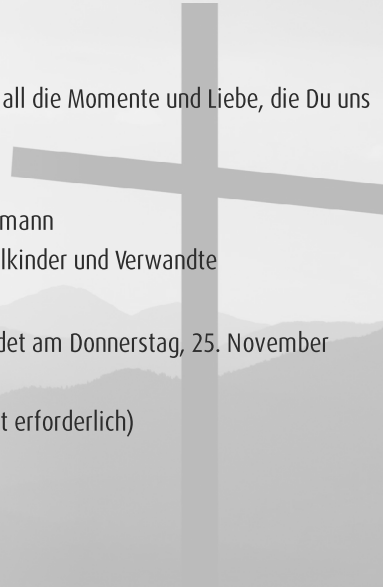 all die Momente und Liebe, die Du uns
mann
lkinder und Verwandte
det am Donnerstag, 25. November
t erforderlich)